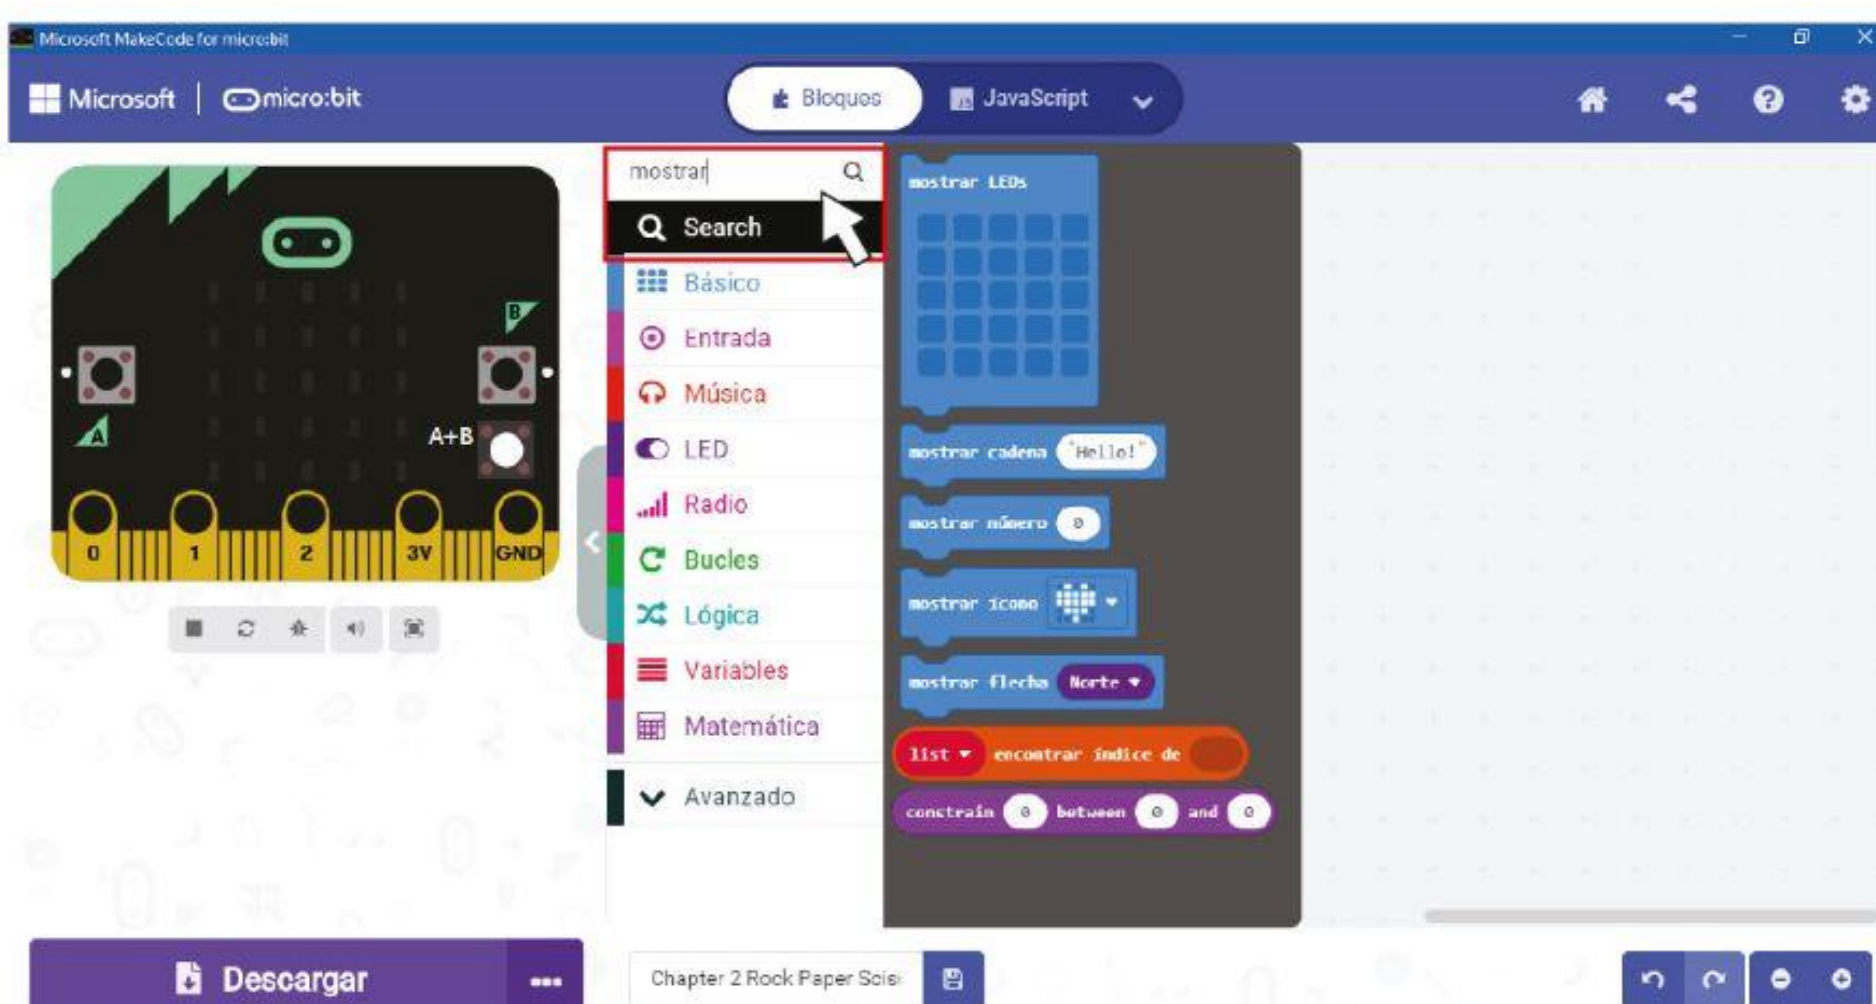 Microsoft MakeCode for micro:bit
Microsoft
micro:bit
Bloques
JavaScript
mostrar
Search
Básico
Entrada
Música
LED
Radio
Bucles
Lógica
Variables
Matemática
Avanzado
mostrar LEDs
mostrar cadena "Hello!"
mostrar número 0
mostrar ícono
mostrar flecha Norte
list encontrar índice de
constrain 0 between 0 and 0
B
A
A+B
0 1 2 3V GND
Descargar
Chapter 2 Rock Paper Scis